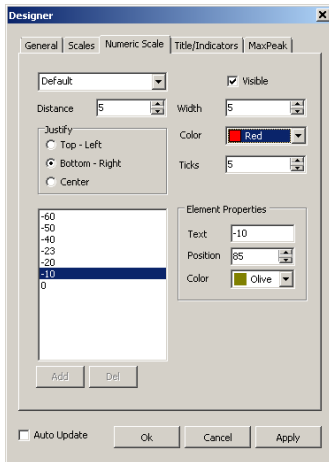 Designer
General Scales Numeric Scale Title/Indicators MaxPeak
Default Visible
Distance 5 Width 5
Justify
Top - Left
Color Red
Bottom - Right
Ticks 5
Center
-60
-50
-40
-23
-20
-10
0
Element Properties
Text -10
Position 85
Color Olive
Add Del
Auto Update Ok Cancel Apply